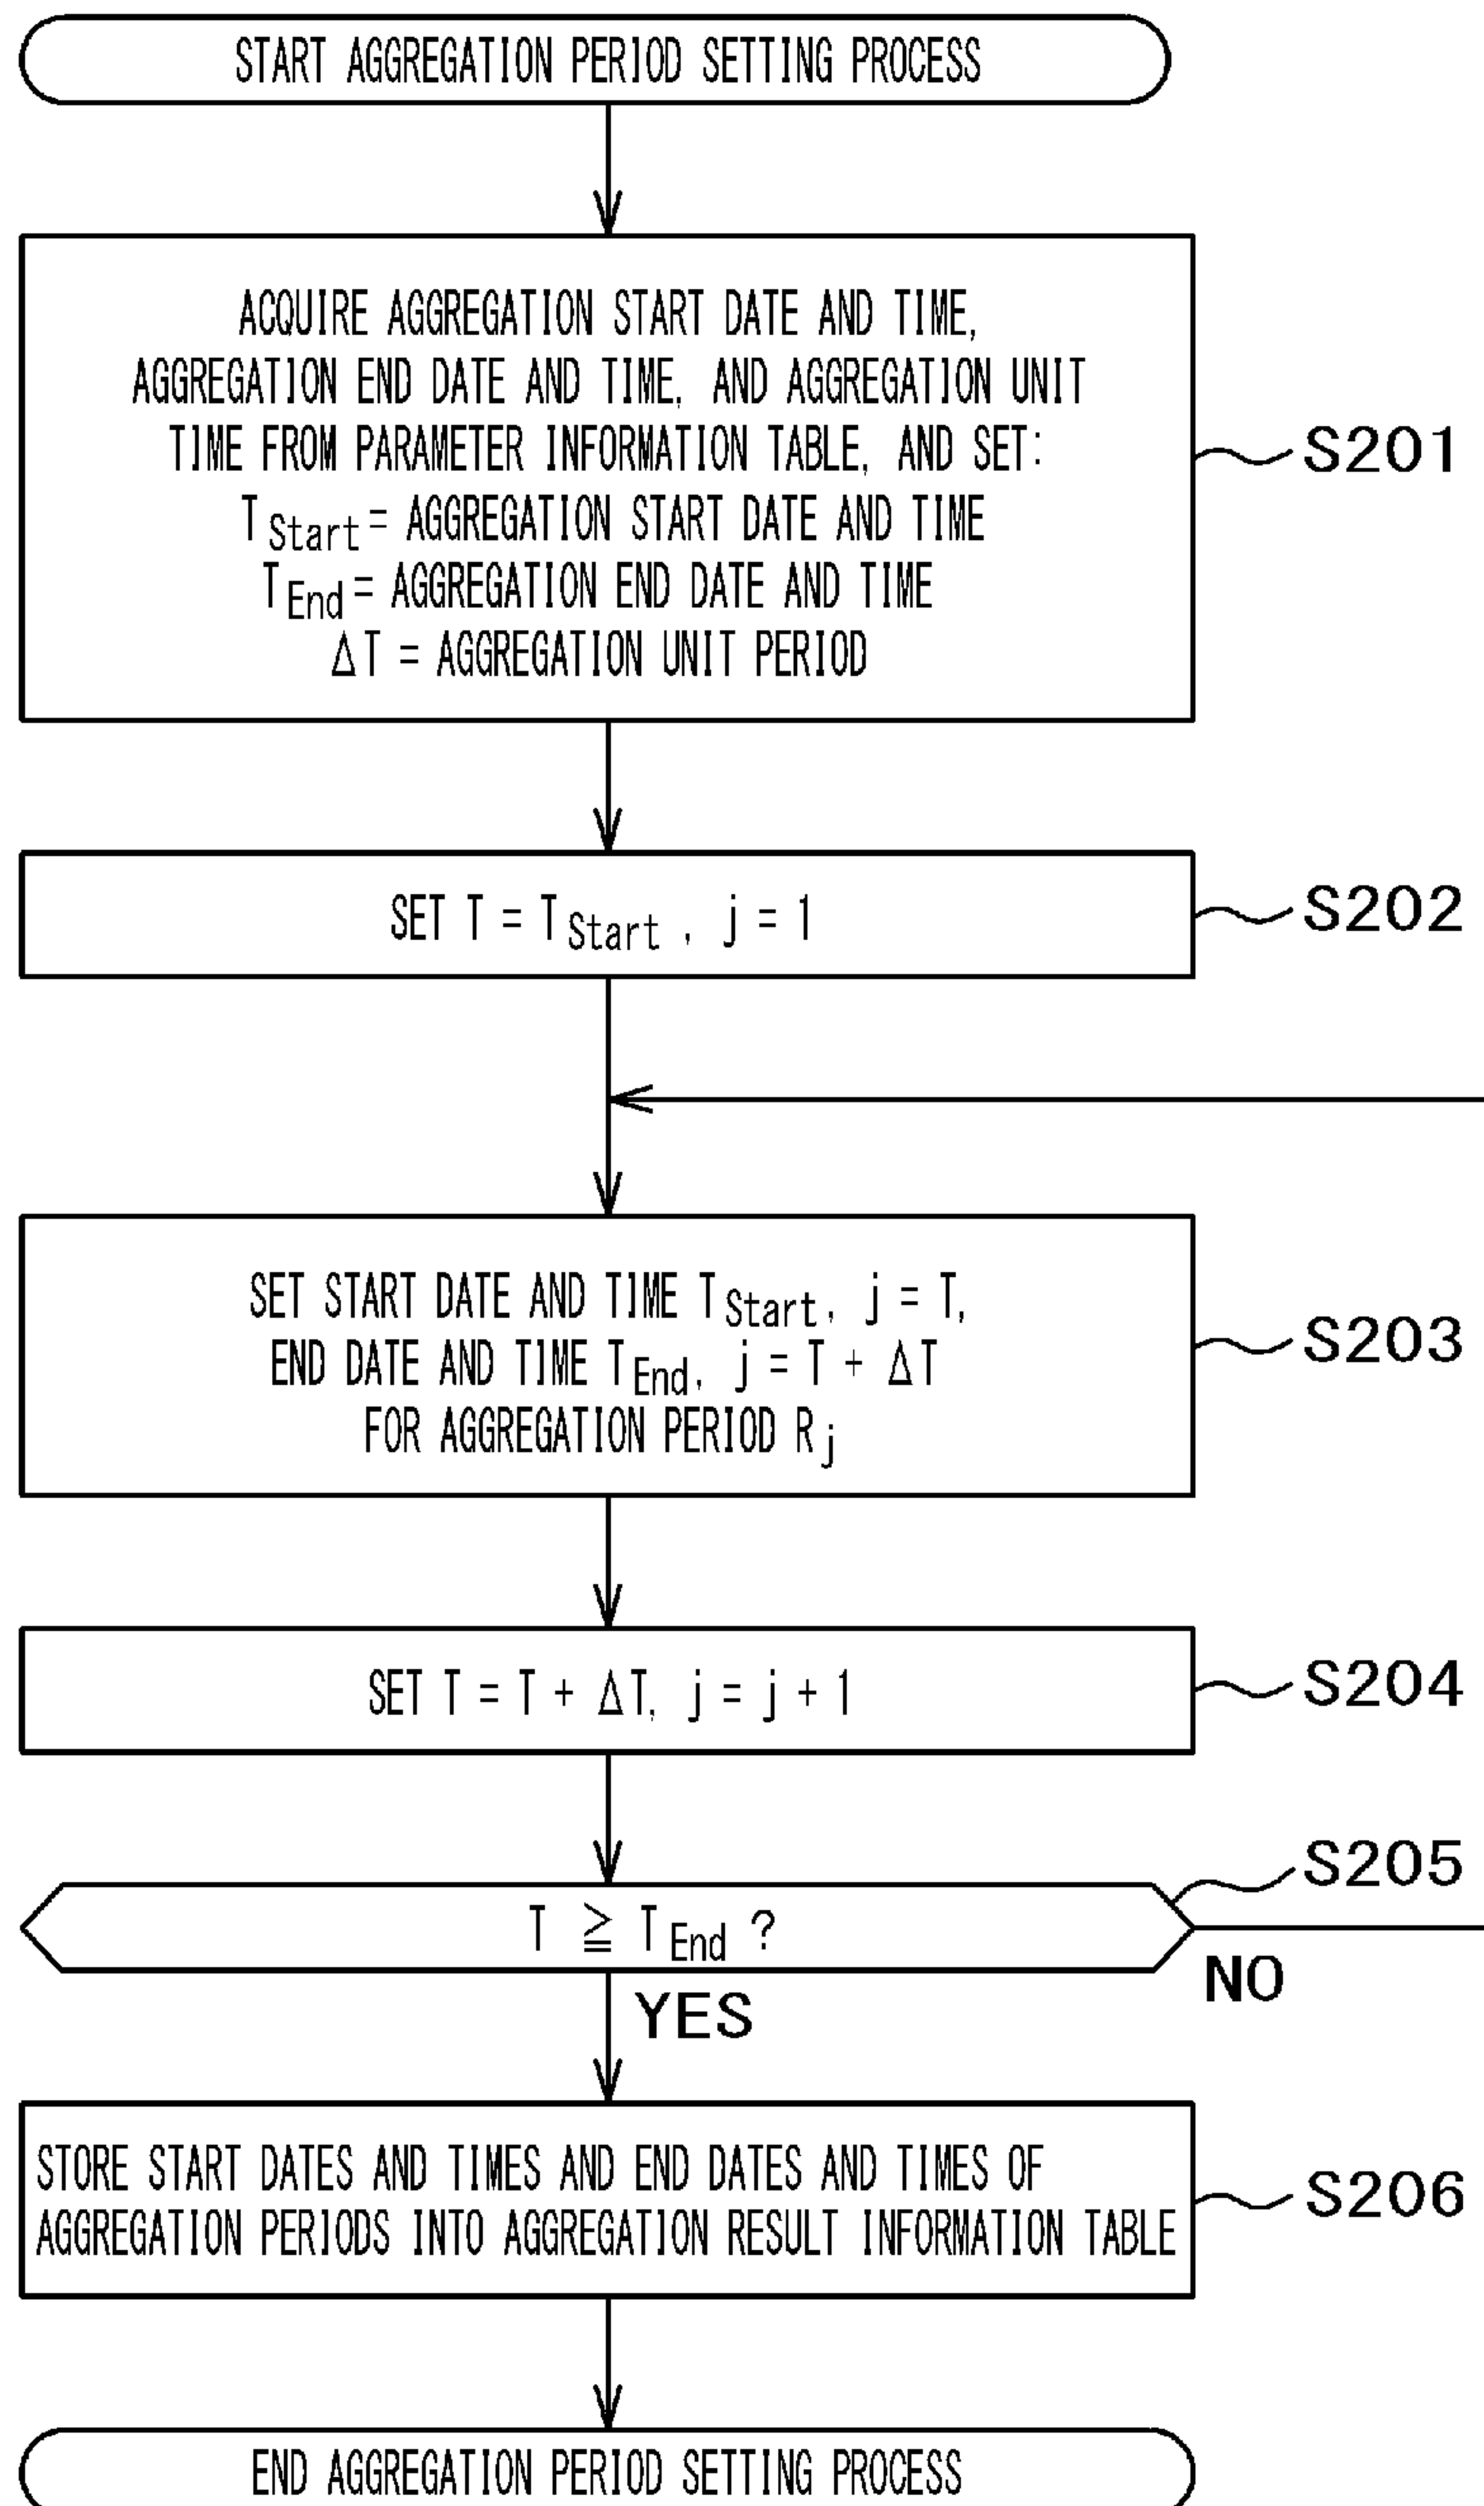 START AGGREGATION PERIOD SETTING PROCESS
ACQUIRE AGGREGATION START DATE AND TIME,
AGGREGATION END DATE AND TIME, AND AGGREGATION UNIT
TIME FROM PARAMETER INFORMATION TABLE, AND SET:
T Start = AGGREGATION START DATE AND TIME
T End = AGGREGATION END DATE AND TIME
ΔT = AGGREGATION UNIT PERIOD
S201
SET T = T Start , j = 1
S202
SET START DATE AND TIME T Start, j = T,
END DATE AND TIME T End, j = T + ΔT
FOR AGGREGATION PERIOD R j
S203
SET T = T + ΔT, j = j + 1
S204
S205
T ≧ T End ?
NO
YES
STORE START DATES AND TIMES AND END DATES AND TIMES OF
AGGREGATION PERIODS INTO AGGREGATION RESULT INFORMATION TABLE
S206
END AGGREGATION PERIOD SETTING PROCESS